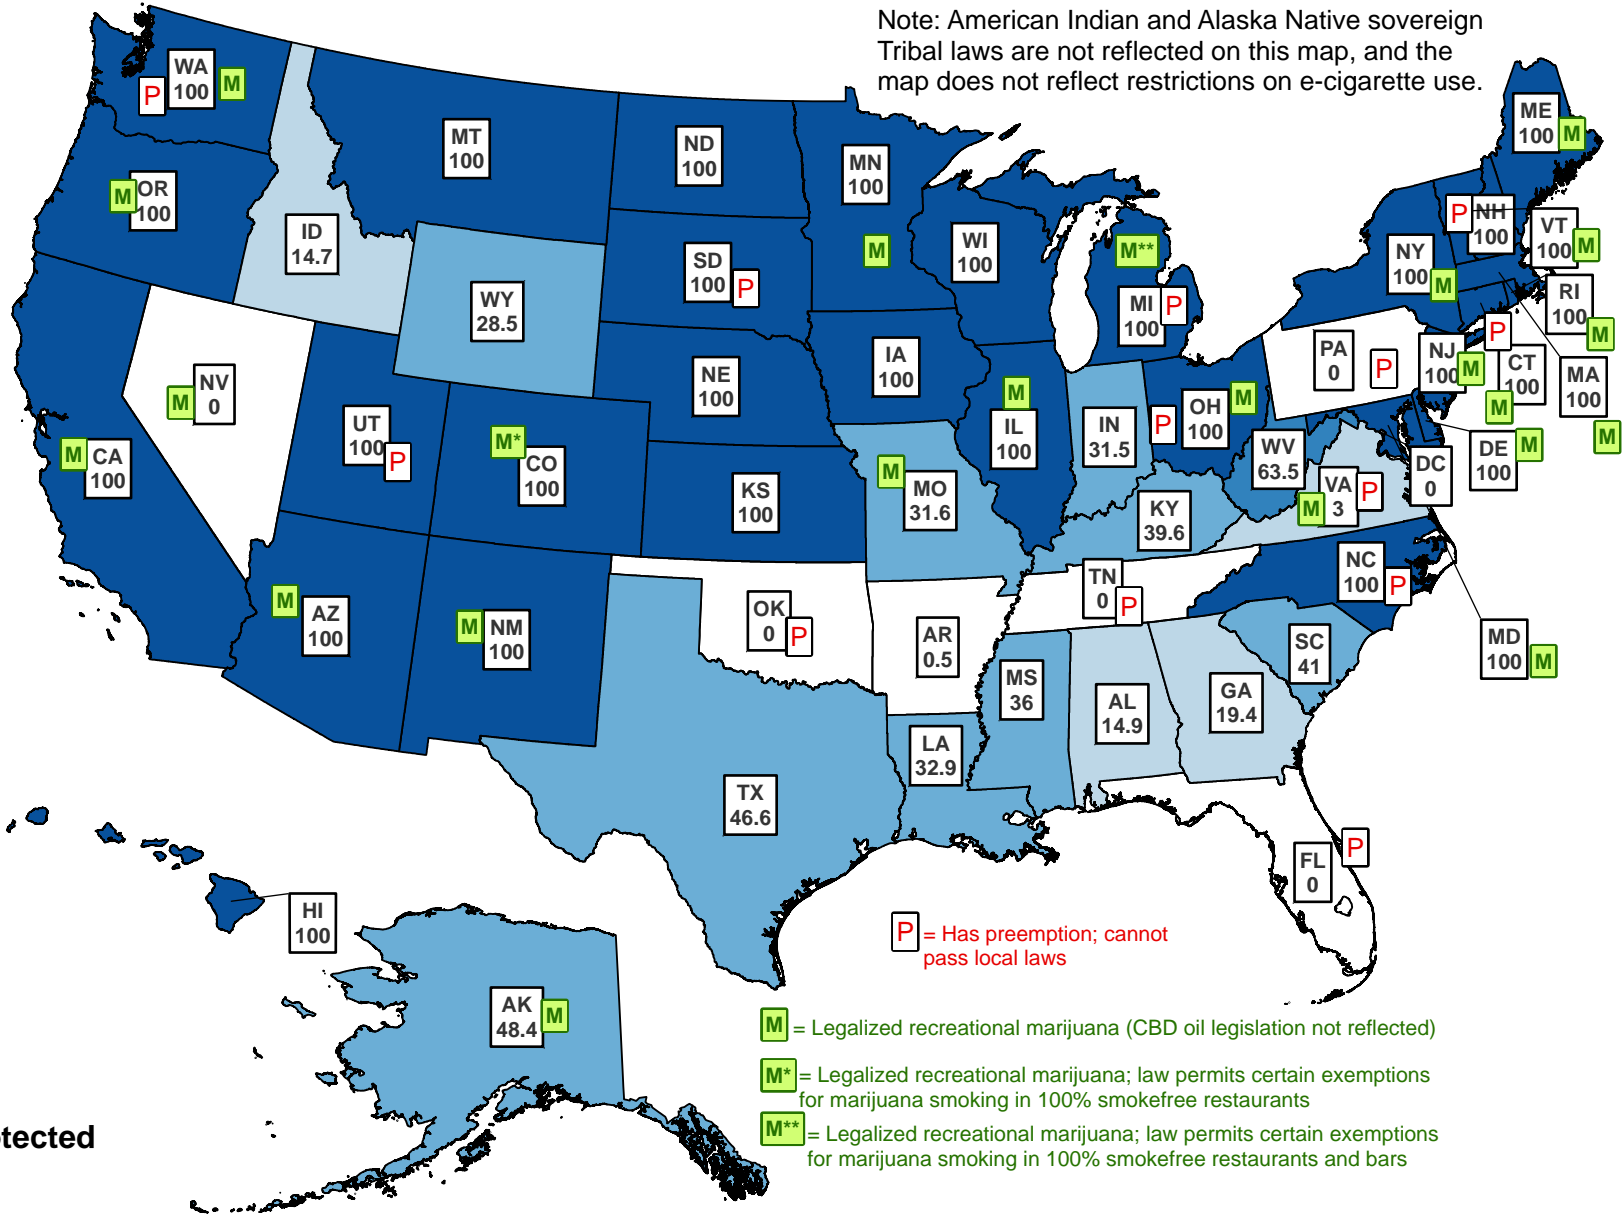 Note: American Indian and Alaska Native sovereign
Tribal laws are not reflected on this map, and the
map does not reflect restrictions on e-cigarette use.
WA
100
P
M
MT
100
ND
100
MN
100
M
ME
100
M
OR
100
M
ID
14.7
SD
100
P
WI
100
M**
MI
100
P
NY
100
M
P
NH
100
VT
100
M
RI
100
M
WY
28.5
NV
0
M
UT
100
P
M*
CO
100
NE
100
IA
100
M
IL
100
IN
31.5
P
OH
100
M
PA
0
P
NJ
100
M
P
CT
100
M
MA
100
M
CA
100
M
KS
100
M
MO
31.6
KY
39.6
WV
63.5
M
VA
3
P
DC
0
DE
100
M
AZ
100
M
NM
100
M
OK
0
P
AR
0.5
TN
0
P
NC
100
P
SC
41
MD
100
M
TX
46.6
LA
32.9
MS
36
AL
14.9
GA
19.4
FL
0
P
HI
100
AK
48.4
M
P = Has preemption; cannot
pass local laws
M = Legalized recreational marijuana (CBD oil legislation not reflected)
M* = Legalized recreational marijuana; law permits certain exemptions
for marijuana smoking in 100% smokefree restaurants
M** = Legalized recreational marijuana; law permits certain exemptions
for marijuana smoking in 100% smokefree restaurants and bars